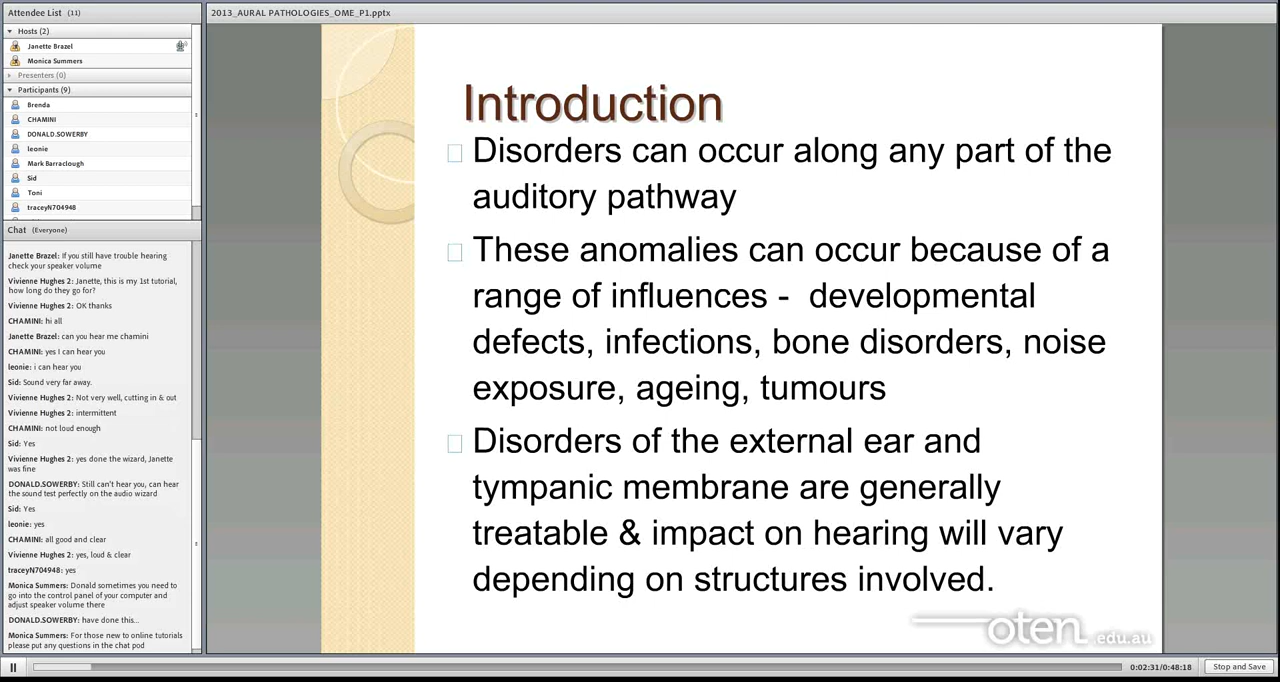 Attendee List (11)
Hosts (2)
Janette Brazel
Monica Summers
Presenters (0)
Participants (9)
Brenda
CHAMINI
DONALD.SOWERBY
leonie
Mark Barraclough
Sid
Toni
traceyN704948
Chat (Everyone)
Janette Brazel: If you still have trouble hearing
check your speaker volume
Vivienne Hughes 2: Janette, this is my 1st tutorial,
how long do they go for?
Vivienne Hughes 2: OK thanks
CHAMINI: hi all
Janette Brazel: can you hear me chamini
CHAMINI: yes I can hear you
leonie: i can hear you
Sid: Sound very far away.
Vivienne Hughes 2: Not very well, cutting in & out
Vivienne Hughes 2: intermittent
CHAMINI: not loud enough
Sid: Yes
Vivienne Hughes 2: yes done the wizard, Janette
was fine
DONALD.SOWERBY: Still can't hear you, can hear
the sound test perfectly on the audio wizard
Sid: Yes
leonie: yes
CHAMINI: all good and clear
Vivienne Hughes 2: yes, loud & clear
traceyN704948: yes
Monica Summers: Donald sometimes you need to
go into the control panel of your computer and
adjust speaker volume there
DONALD.SOWERBY: have done this...
Monica Summers: For those new to online tutorials
please put any questions in the chat pod
2013_AURAL PATHOLOGIES_OME_P1.pptx
Introduction
Disorders can occur along any part of the
auditory pathway
These anomalies can occur because of a
range of influences - developmental
defects, infections, bone disorders, noise
exposure, ageing, tumours
Disorders of the external ear and
tympanic membrane are generally
treatable & impact on hearing will vary
depending on structures involved.
oten.edu.au
0:02:31/0:48:18
Stop and Save